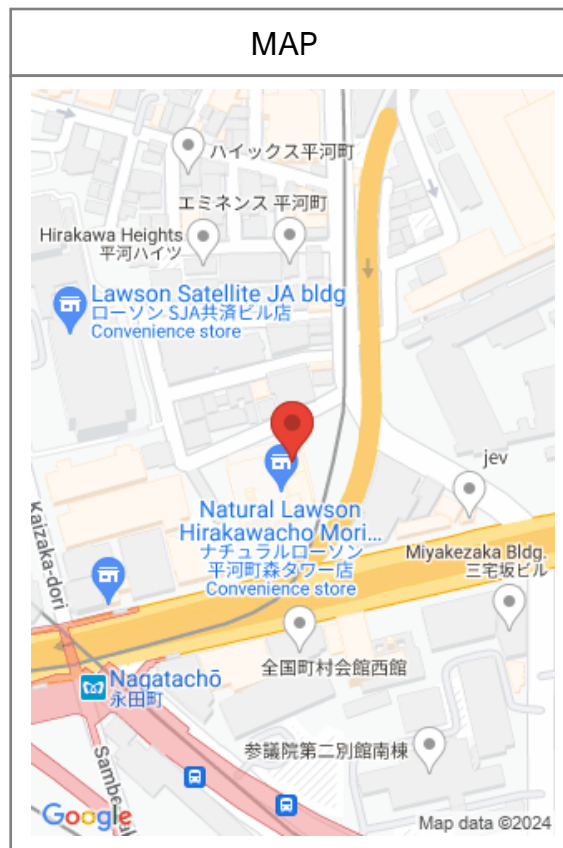 MAP
ハイックス平河町
エミネンス 平河町
Hirakawa Heights
平河ハイツ
Lawson Satellite JA bldg
ローソン SJA共済ビル店
Convenience store
jev
Natural Lawson
Hirakawacho Mori...
ナチュラルローソン
平河町森タワー店
Convenience store
Kaizaka-dori
Miyakezaka Bldg.
三宅坂ビル
全国町村会館西館
Nagatachō
永田町
参議院第二別館南棟
Google
Map data ©2024